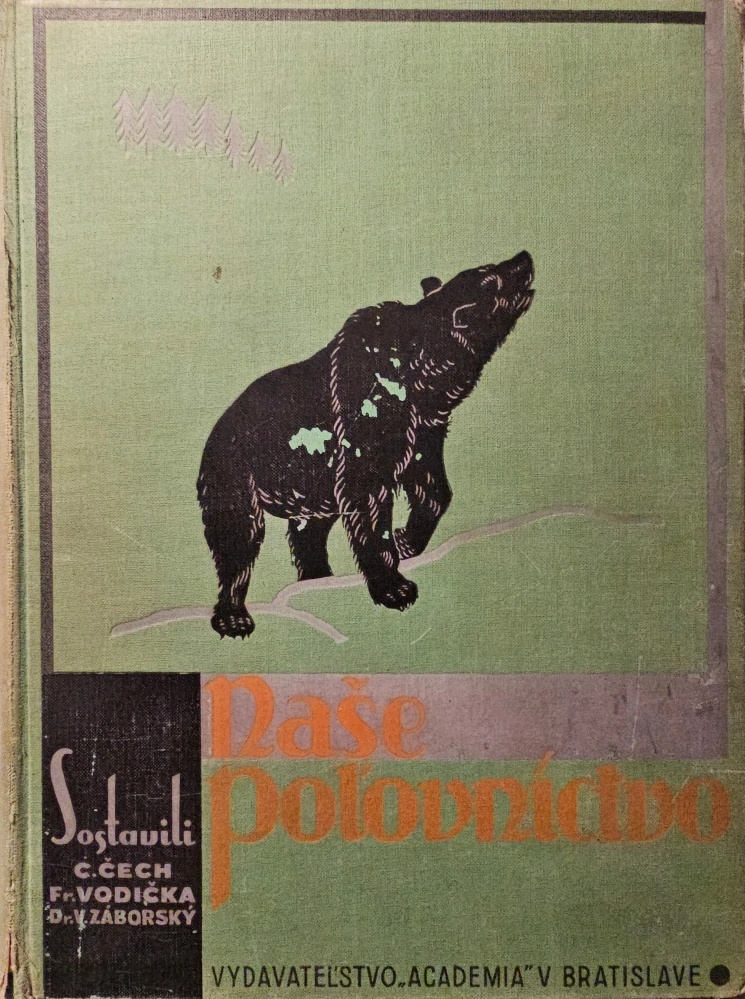 Naše
poľovníctvo
Sostavili
C. ČECH
Fr. VODIČKA
Dr. V. ZÁBORSKÝ
VYDAVATEĽSTVO „ACADEMIA” V BRATISLAVE